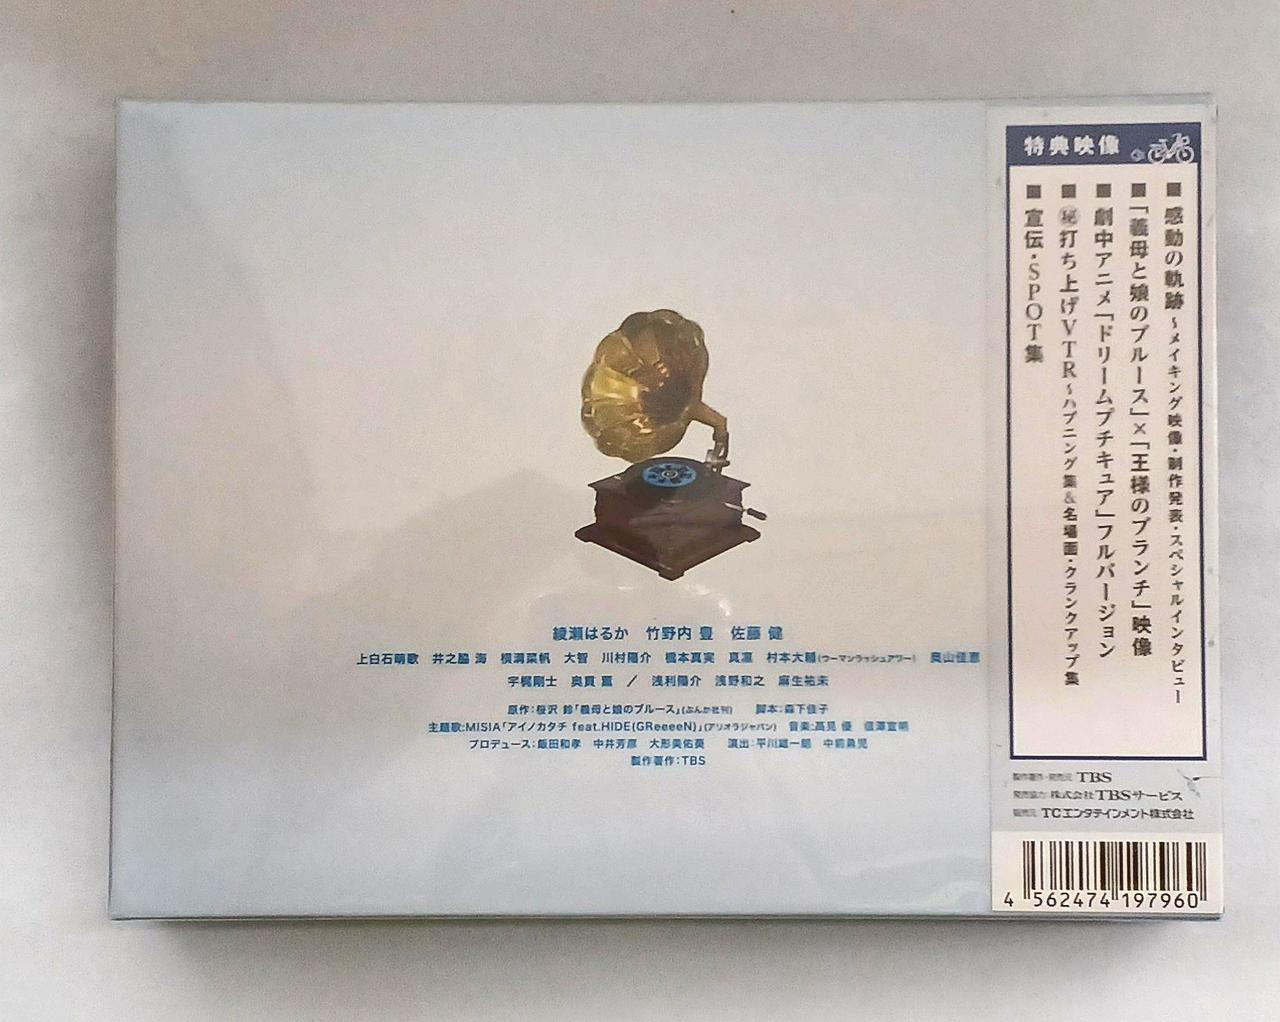 綾瀬はるか 竹野内 豊 佐藤 健
上白石萌歌 井之脇 海 横溝菜帆 大智 川村陽介 橋本真実 真凛 村本大輔(ウーマンラッシュアワー) 奥山佳恵
宇梶剛士 奥貫 薫 / 浅利陽介 浅野和之 麻生祐未
原作:桜沢 鈴「義母と娘のブルース」(ぶんか社刊) 脚本:森下佳子
主題歌:MISIA「アイノカタチ feat.HIDE(GReeeeN)」(アリオラジャパン) 音楽:髙見 優 信澤宣明
プロデュース:飯田和孝 中井芳彦 大形美佑葵 演出:平川雄一朗 中前勇児
製作著作:TBS
特典映像
■ 感動の軌跡~メイキング映像・制作発表・スペシャルインタビュー
■ 「義母と娘のブルース」×「王様のブランチ」映像
■ 劇中アニメ「ドリームプチキュア」フルバージョン
■ ㊙打ち上げVTR~ハプニング集&名場面・クランクアップ集
■ 宣伝・SPOT集
製作著作・発売元 TBS
発売協力: 株式会社TBSサービス
販売元: TCエンタテインメント株式会社
4 562474 197960